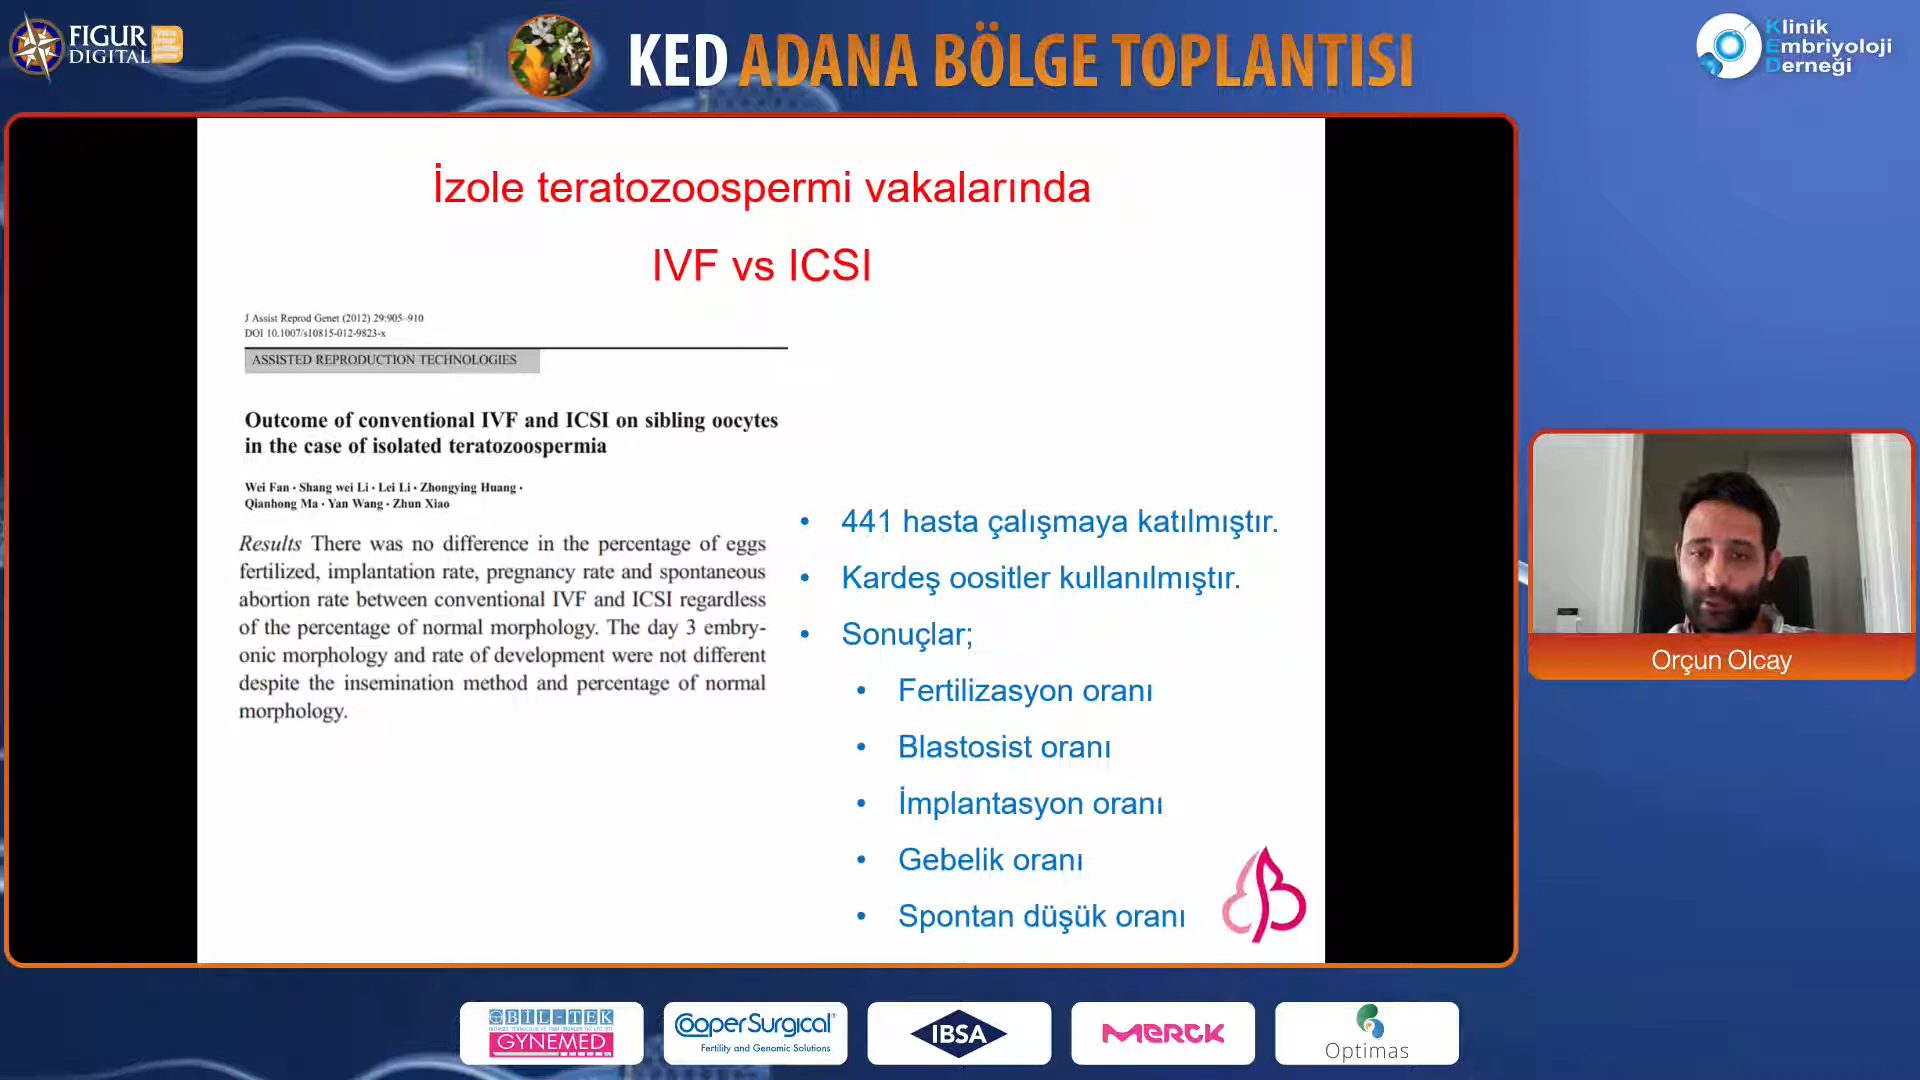 FIGUR
DIGITAL
KED ADANA BÖLGE TOPLANTISI
Klinik
Embriyoloji
Derneği
İzole teratozoospermi vakalarında
IVF vs ICSI
J Assist Reprod Genet (2012) 29:905–910
DOI 10.1007/s10815-012-9823-x
ASSISTED REPRODUCTION TECHNOLOGIES
Outcome of conventional IVF and ICSI on sibling oocytes
in the case of isolated teratozoospermia
Wei Fan · Shang wei Li · Lei Li · Zhongying Huang ·
Qianhong Ma · Yan Wang · Zhun Xiao
Results There was no difference in the percentage of eggs
fertilized, implantation rate, pregnancy rate and spontaneous
abortion rate between conventional IVF and ICSI regardless
of the percentage of normal morphology. The day 3 embry-
onic morphology and rate of development were not different
despite the insemination method and percentage of normal
morphology.
• 441 hasta çalışmaya katılmıştır.
• Kardeş oositler kullanılmıştır.
• Sonuçlar;
• Fertilizasyon oranı
• Blastosist oranı
• İmplantasyon oranı
• Gebelik oranı
• Spontan düşük oranı
Orçun Olcay
BIL-TEK
GYNEMED
CooperSurgical®
Fertility and Genomic Solutions
IBSA
MERCK
Optimas